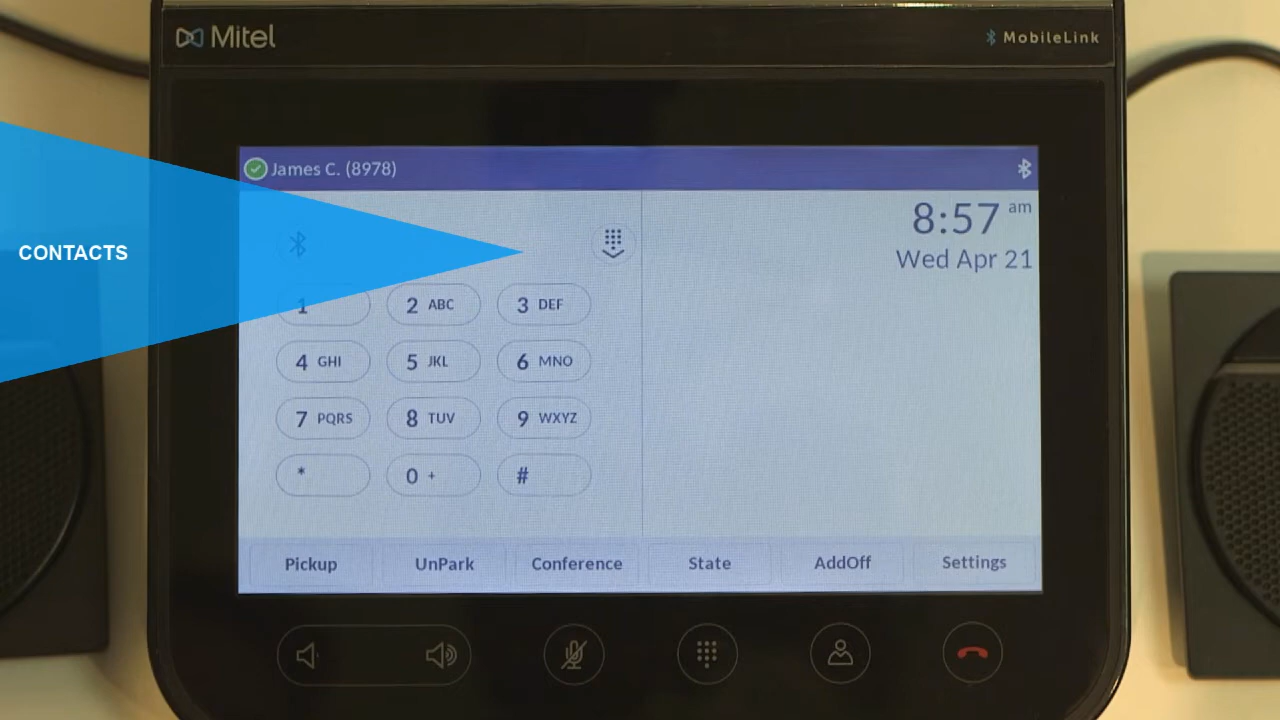 Mitel
MobileLink
James C. (8978)
8:57 am
Wed Apr 21
CONTACTS
1
2 ABC
3 DEF
4 GHI
5 JKL
6 MNO
7 PQRS
8 TUV
9 WXYZ
*
0 +
#
Pickup
UnPark
Conference
State
AddOff
Settings